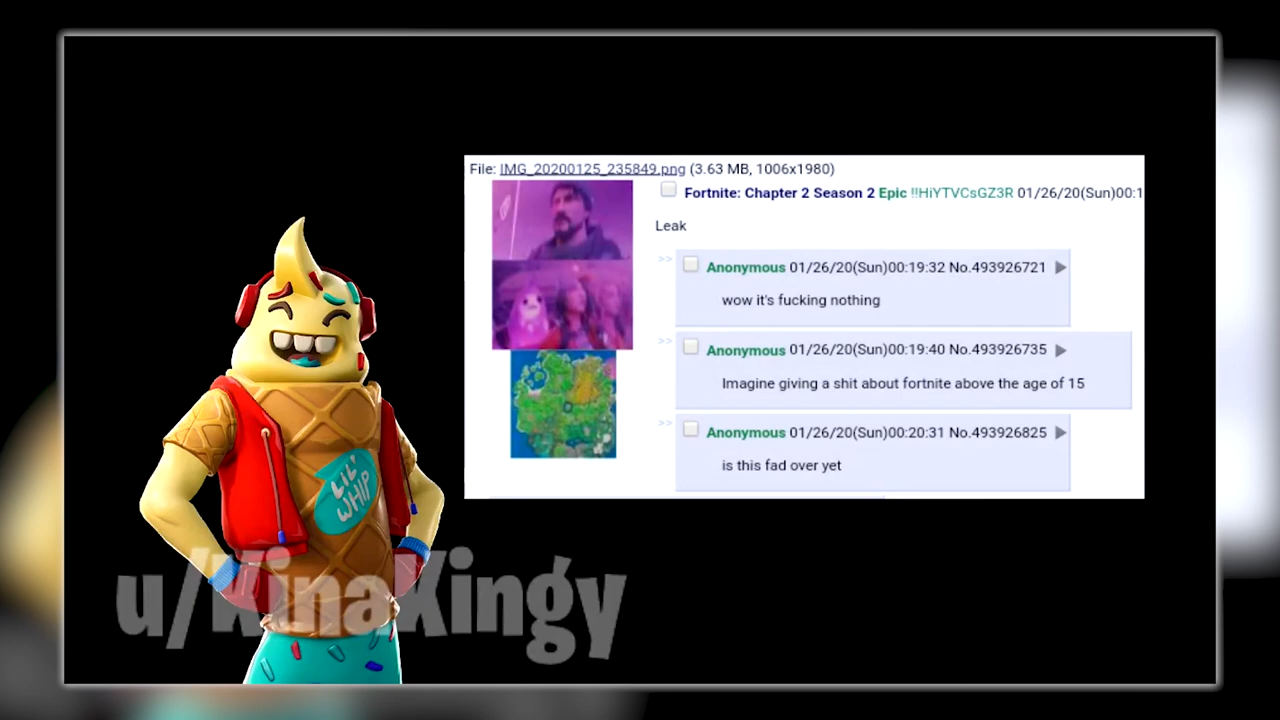 File: IMG_20200125_235849.png (3.63 MB, 1006x1980)
Fortnite: Chapter 2 Season 2 Epic !!HiYTVCsGZ3R 01/26/20(Sun)00:1
Leak
>> Anonymous 01/26/20(Sun)00:19:32 No.493926721 ▶
wow it's fucking nothing
>> Anonymous 01/26/20(Sun)00:19:40 No.493926735 ▶
Imagine giving a shit about fortnite above the age of 15
>> Anonymous 01/26/20(Sun)00:20:31 No.493926825 ▶
is this fad over yet
LIL'
WHIP
u/KinaKingy